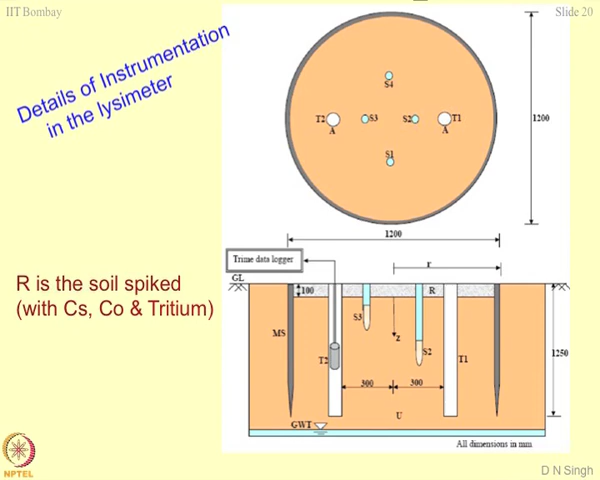 IIT Bombay
Slide 20
Details of Instrumentation
in the lysimeter
S4
T2
S3
S2
T1
A
A
S1
1200
1200
Trime data logger
r
GL
100
R
MS
S3
z
S2
T2
T1
1250
300
300
U
GWT
All dimensions in mm
R is the soil spiked
(with Cs, Co & Tritium)
NPTEL
D N Singh